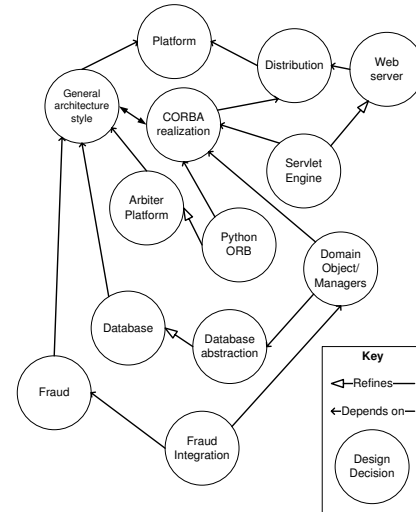 Platform
Web
server
Distribution
General
architecture
style
CORBA
realization
Servlet
Engine
Arbiter
Platform
Python
ORB
Domain
Object/
Managers
Database
Database
abstraction
Key
Refines
Depends on
Fraud
Fraud
Integration
Design
Decision